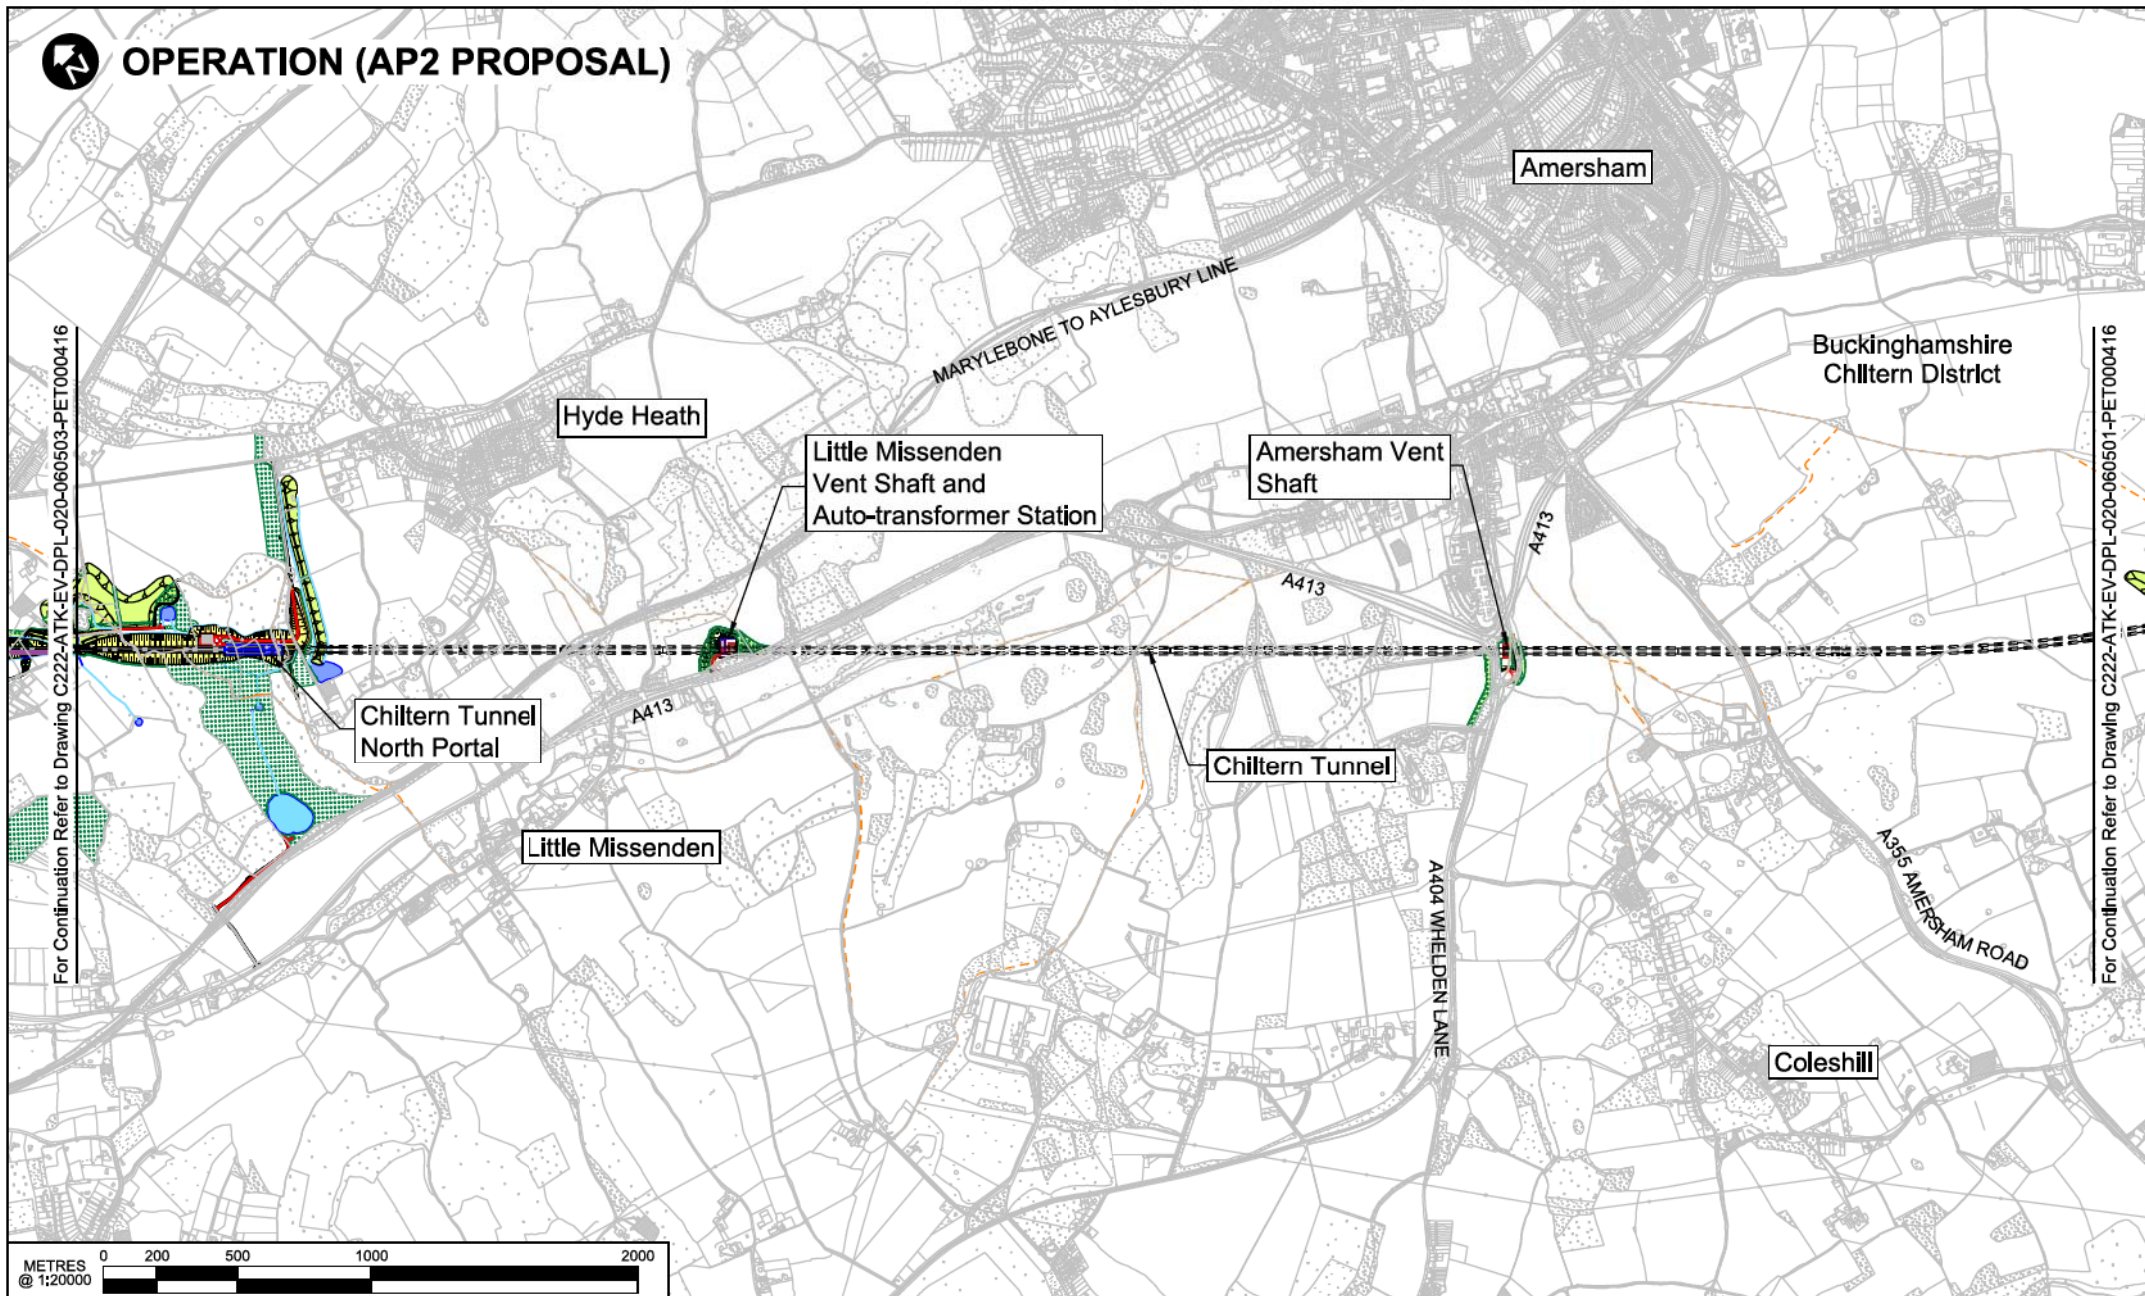 N OPERATION (AP2 PROPOSAL)
Amersham
MARYLEBONE TO AYLESBURY LINE
Buckinghamshire
Chiltern District
Hyde Heath
Little Missenden
Vent Shaft and
Auto-transformer Station
Amersham Vent
Shaft
A413
A413
A413
Chiltern Tunnel
North Portal
Chiltern Tunnel
Little Missenden
A404 WHELDEN LANE
A355 AMERSHAM ROAD
Coleshill
For Continuation Refer to Drawing C222-ATK-EV-DPL-020-060503-PET000416
For Continuation Refer to Drawing C222-ATK-EV-DPL-020-060501-PET000416
METRES
@ 1:20000
0 200 500 1000 2000